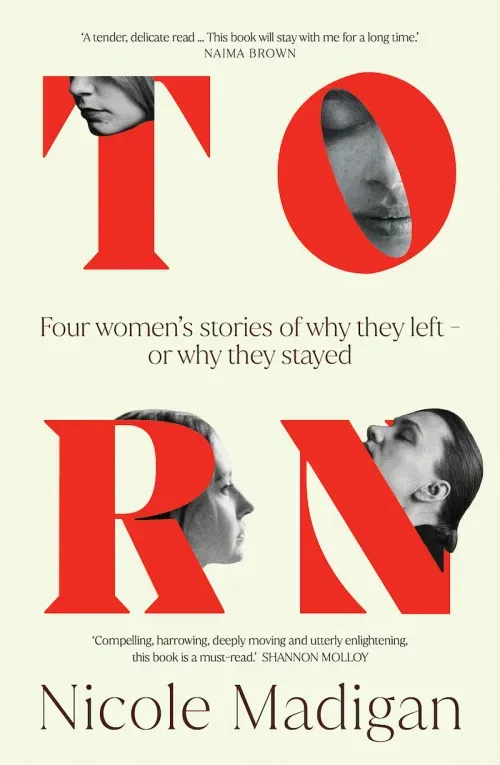 ‘A tender, delicate read ... This book will stay with me for a long time.’
NAIMA BROWN
TO
Four women’s stories of why they left –
or why they stayed
RN
‘Compelling, harrowing, deeply moving and utterly enlightening,
this book is a must-read.’ SHANNON MOLLOY
Nicole Madigan